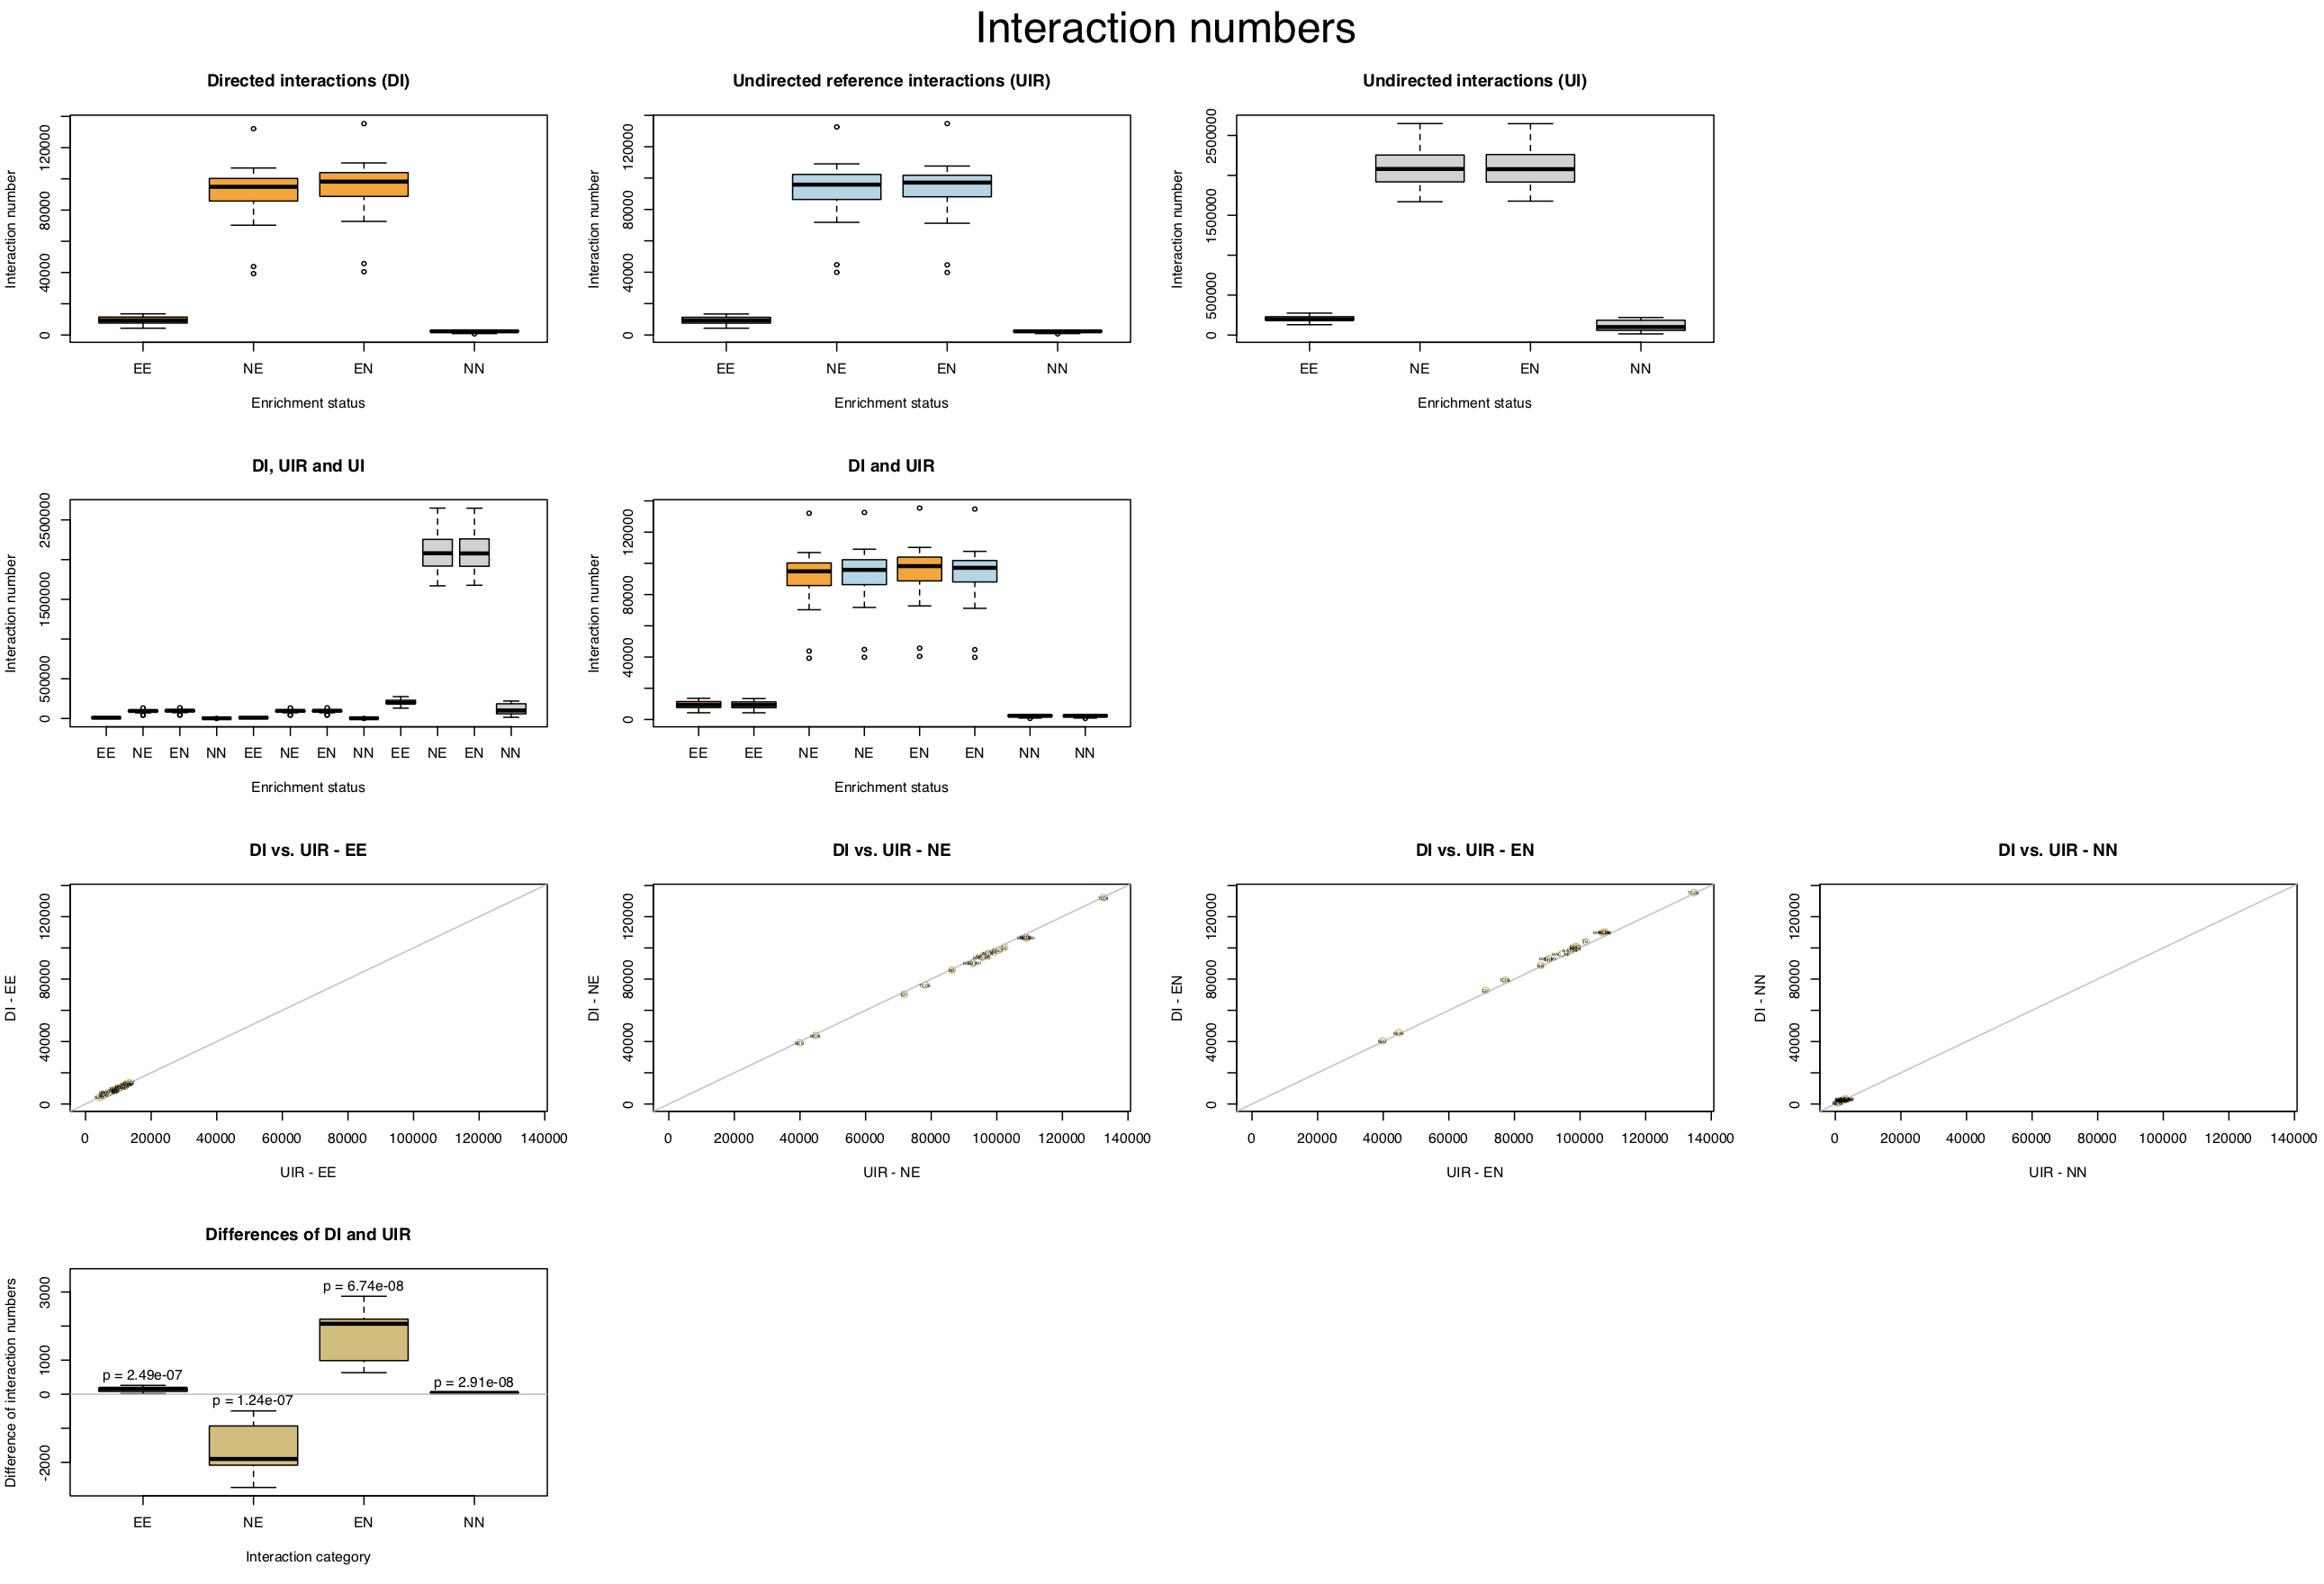 Interaction numbers
Directed interactions (DI)
Interaction number
0 40000 80000 120000
EE NE EN NN
Enrichment status
Undirected reference interactions (UIR)
Interaction number
0 40000 80000 120000
EE NE EN NN
Enrichment status
Undirected interactions (UI)
Interaction number
0 500000 1500000 2500000
EE NE EN NN
Enrichment status
DI, UIR and UI
Interaction number
0 500000 1500000 2500000
EE NE EN NN EE NE EN NN EE NE EN NN
Enrichment status
DI and UIR
Interaction number
0 40000 80000 120000
EE EE NE NE EN EN NN NN
Enrichment status
DI vs. UIR - EE
DI - EE
0 40000 80000 120000
0 20000 40000 60000 80000 100000 120000 140000
UIR - EE
DI vs. UIR - NE
DI - NE
0 40000 80000 120000
0 20000 40000 60000 80000 100000 120000 140000
UIR - NE
DI vs. UIR - EN
DI - EN
0 40000 80000 120000
0 20000 40000 60000 80000 100000 120000 140000
UIR - EN
DI vs. UIR - NN
DI - NN
0 40000 80000 120000
0 20000 40000 60000 80000 100000 120000 140000
UIR - NN
Differences of DI and UIR
Difference of interaction numbers
-2000 0 1000 3000
p = 2.49e-07
p = 1.24e-07
p = 6.74e-08
p = 2.91e-08
EE NE EN NN
Interaction category